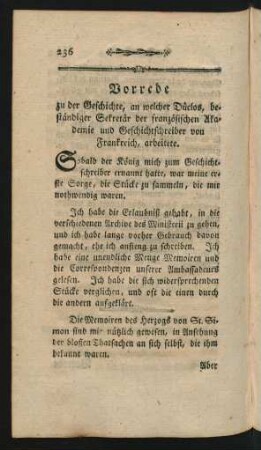 236
Vorrede
zu der Geschichte, an welcher Dûclos, be-
ständiger Sekretär der französischen Aka-
demie und Geschichtschreiber von
Frankreich, arbeitete.
Sobald der König mich zum Geschicht-
schreiber ernannt hatte, war meine er-
ste Sorge, die Stücke zu sammeln, die mir
nothwendig waren.
Ich habe die Erlaubniß gehabt, in die
verschiedenen Archive des Ministerii zu gehen,
und ich habe lange vorher Gebrauch davon
gemacht, ehe ich anfieng zu schreiben. Ich
habe eine unendliche Menge Memoiren und
die Correspondenzen unserer Ambassadeurs
gelesen. Ich habe die sich widersprechenden
Stücke verglichen, und oft die einen durch
die andern aufgeklärt.
Die Memoiren des Herzogs von St. Si-
mon sind mir nützlich gewesen, in Ansehung
der blossen Thatsachen an sich selbst, die ihm
bekannt waren.
Aber